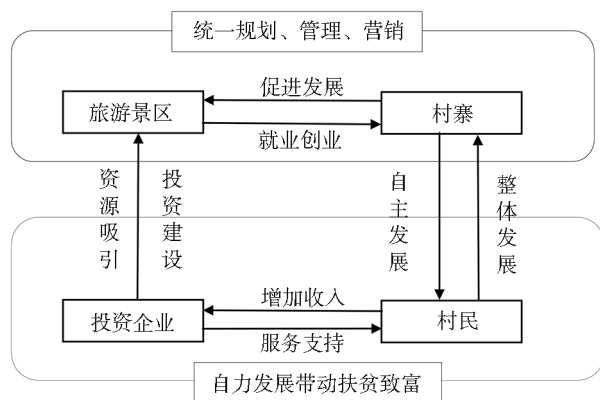 统一规划、管理、营销
促进发展
旅游景区
村寨
就业创业
资源吸引
投资建设
自主发展
整体发展
增加收入
投资企业
村民
服务支持
自力发展带动扶贫致富